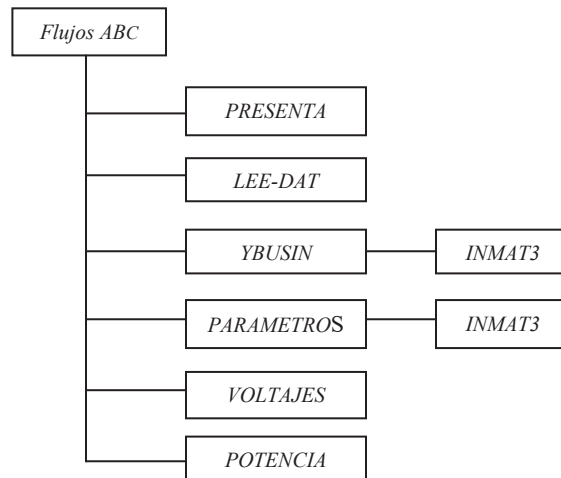 Flujos ABC
PRESENTA
LEE-DAT
YBUSIN
INMAT3
PARAMETROS
INMAT3
VOLTAJES
POTENCIA